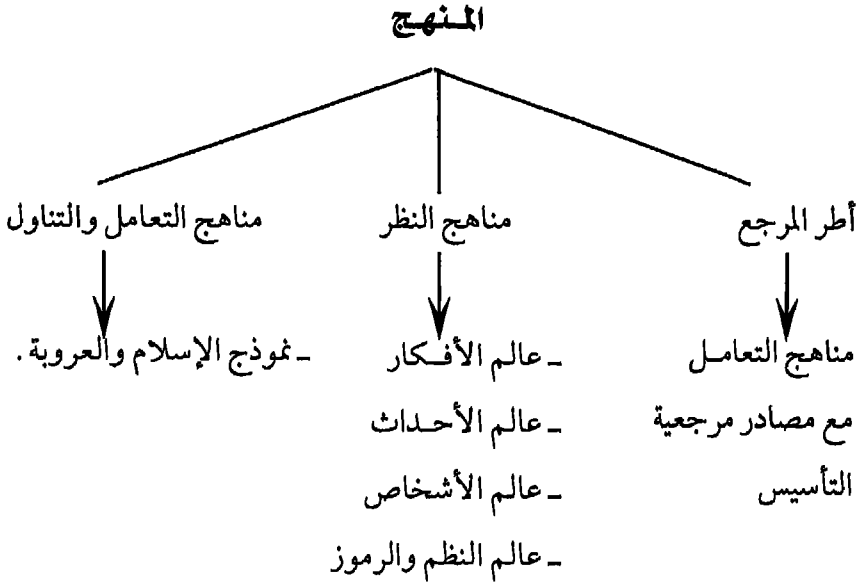 المنهج
أطر المرجع
مناهج التعامل
مع مصادر مرجعية
التأسيس
مناهج النظر
ـ عالم الأفكار
ـ عالم الأحداث
ـ عالم الأشخاص
ـ عالم النظم والرموز
مناهج التعامل والتناول
ـ نموذج الإسلام والعروبة .